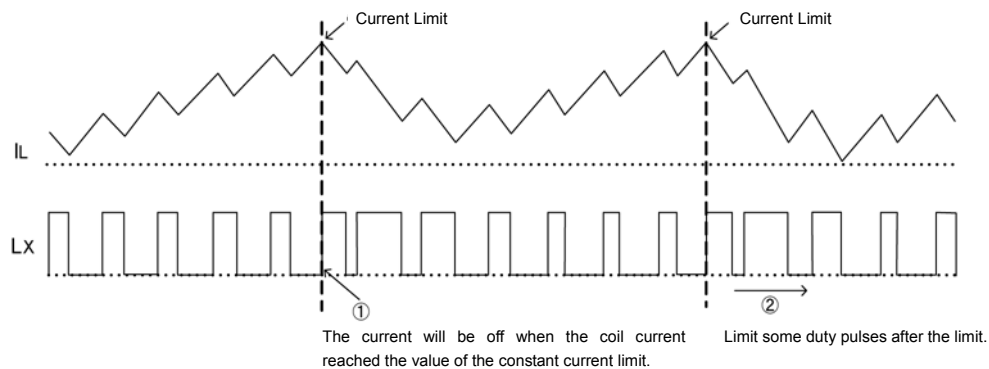 Current Limit
Current Limit
IL
LX
①
②
The current will be off when the coil current
reached the value of the constant current limit.
Limit some duty pulses after the limit.